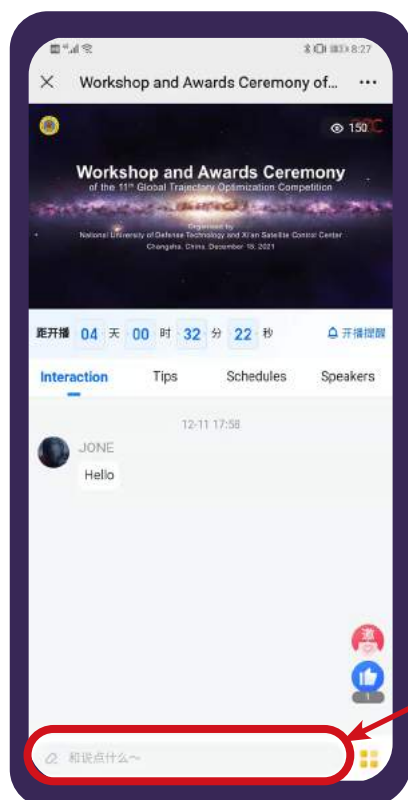 8:27
Workshop and Awards Ceremony of...
150
Workshop and Awards Ceremony
of the 11th Global Trajectory Optimization Competition
Organised by
National University of Defense Technology and Xi'an Satellite Control Center
Changsha, China, December 18, 2021
距开播 04 天 00 时 32 分 22 秒 开播提醒
Interaction Tips Schedules Speakers
12-11 17:58
JONE
Hello
邀
1
和说点什么~